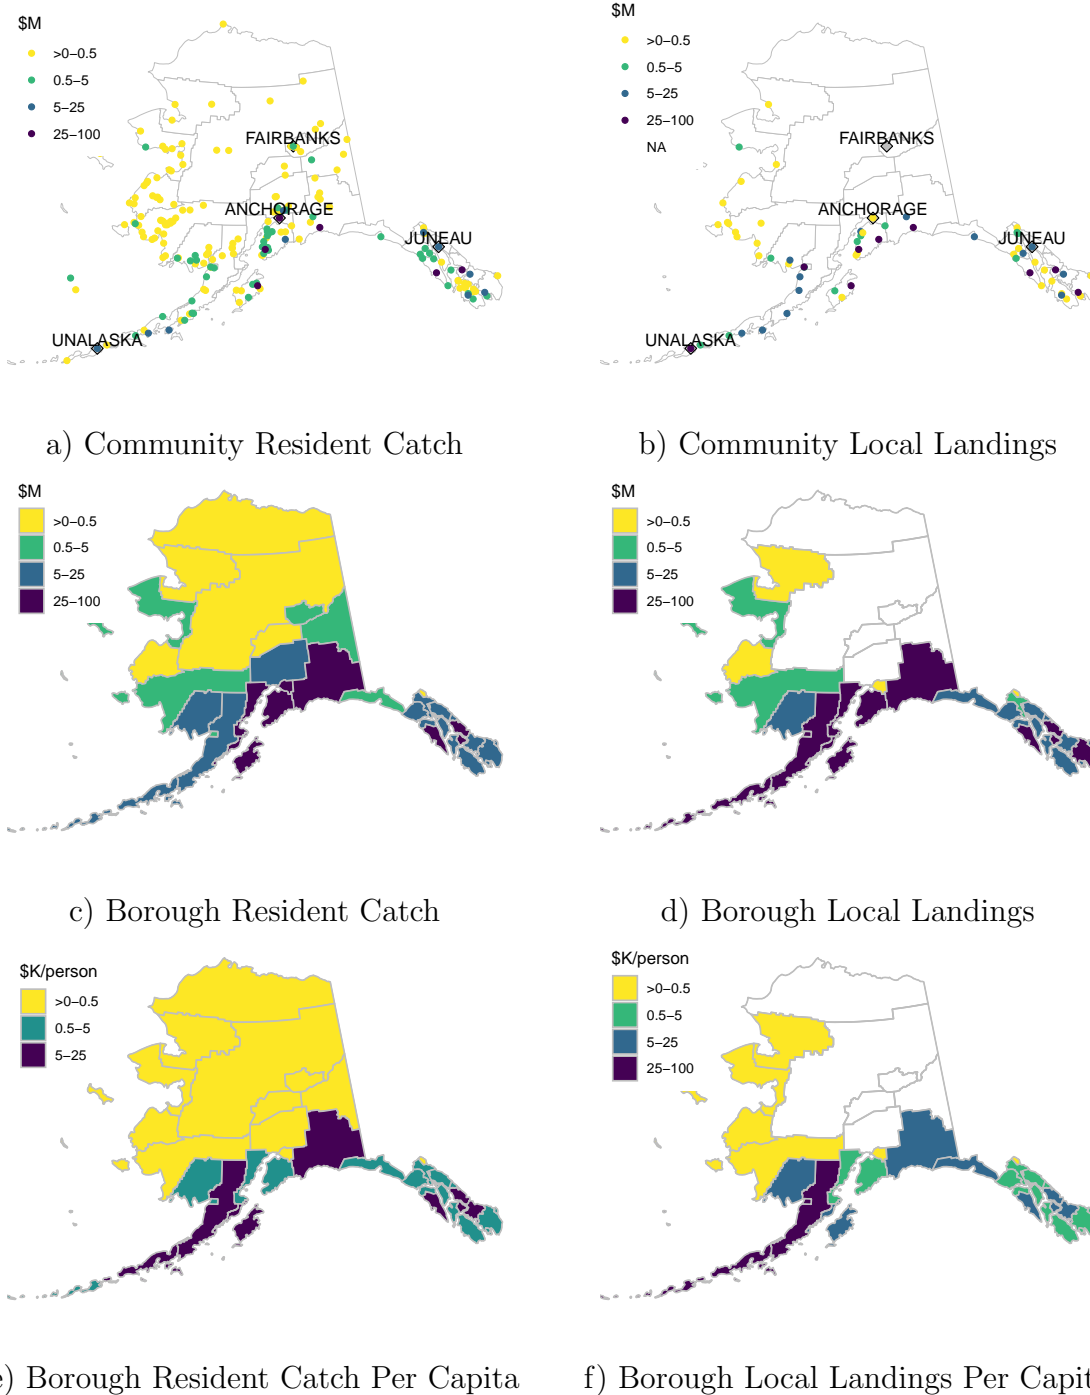 $M
>0−0.5
0.5−5
5−25
25−100
FAIRBANKS
ANCHORAGE
JUNEAU
UNALASKA
a) Community Resident Catch
$M
>0−0.5
0.5−5
5−25
25−100
NA
FAIRBANKS
ANCHORAGE
JUNEAU
UNALASKA
b) Community Local Landings
$M
>0−0.5
0.5−5
5−25
25−100
c) Borough Resident Catch
$M
>0−0.5
0.5−5
5−25
25−100
d) Borough Local Landings
$K/person
>0−0.5
0.5−5
5−25
e) Borough Resident Catch Per Capita
$K/person
>0−0.5
0.5−5
5−25
25−100
f) Borough Local Landings Per Capit